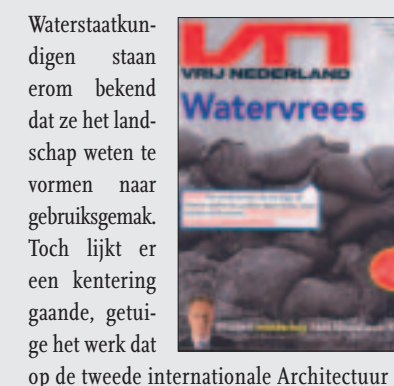 Waterstaatkun-
digen staan
erom bekend
dat ze het land-
schap weten te
vormen naar
gebruiksgemak.
Toch lijkt er
een kentering
gaande, getui-
ge het werk dat
op de tweede internationale Architectuur
VN
VRIJ NEDERLAND
Watervrees